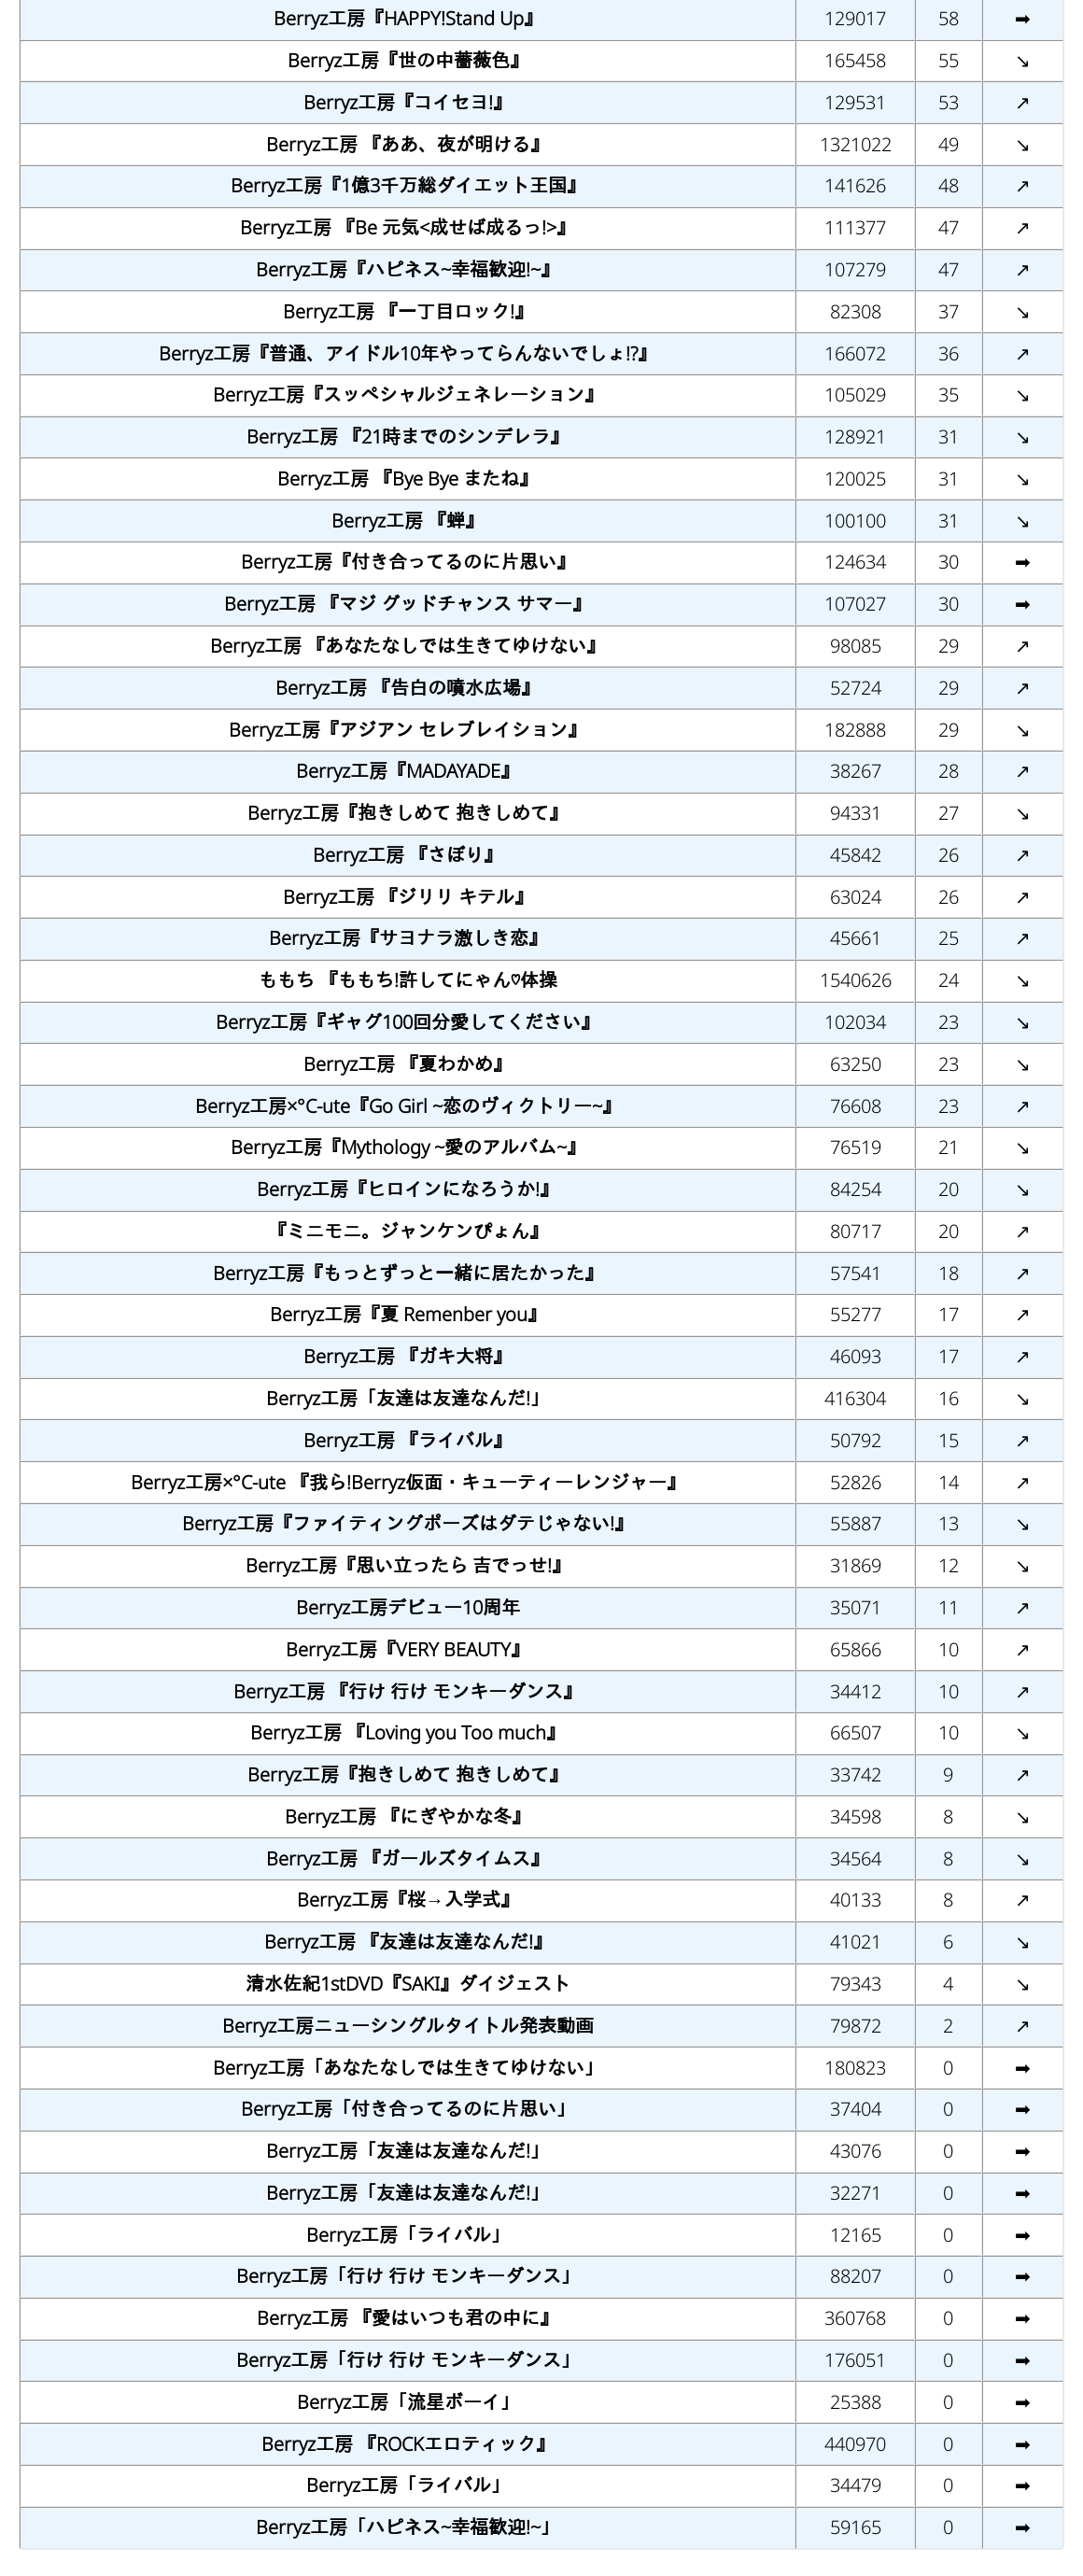 Berryz工房『HAPPY!Stand Up』 129017 58 ➡
Berryz工房『世の中薔薇色』 165458 55 ↘
Berryz工房『コイセヨ!』 129531 53 ↗
Berryz工房 『ああ、夜が明ける』 1321022 49 ↘
Berryz工房『1億3千万総ダイエット王国』 141626 48 ↗
Berryz工房 『Be 元気<成せば成るっ!>』 111377 47 ↗
Berryz工房『ハピネス~幸福歓迎!~』 107279 47 ↗
Berryz工房 『一丁目ロック!』 82308 37 ↘
Berryz工房『普通、アイドル10年やってらんないでしょ!?』 166072 36 ↗
Berryz工房『スッペシャルジェネレーション』 105029 35 ↘
Berryz工房 『21時までのシンデレラ』 128921 31 ↘
Berryz工房 『Bye Bye またね』 120025 31 ↘
Berryz工房 『蝉』 100100 31 ↘
Berryz工房『付き合ってるのに片思い』 124634 30 ➡
Berryz工房 『マジ グッドチャンス サマー』 107027 30 ➡
Berryz工房 『あなたなしでは生きてゆけない』 98085 29 ↗
Berryz工房 『告白の噴水広場』 52724 29 ↗
Berryz工房『アジアン セレブレイション』 182888 29 ↘
Berryz工房『MADAYADE』 38267 28 ↗
Berryz工房『抱きしめて 抱きしめて』 94331 27 ↘
Berryz工房 『さぼり』 45842 26 ↗
Berryz工房 『ジリリ キテル』 63024 26 ↗
Berryz工房『サヨナラ激しき恋』 45661 25 ↗
ももち 『ももち!許してにゃん♡体操 1540626 24 ↘
Berryz工房『ギャグ100回分愛してください』 102034 23 ↘
Berryz工房 『夏わかめ』 63250 23 ↘
Berryz工房×°C-ute『Go Girl ~恋のヴィクトリー~』 76608 23 ↗
Berryz工房『Mythology ~愛のアルバム~』 76519 21 ↘
Berryz工房『ヒロインになろうか!』 84254 20 ↘
『ミニモニ。ジャンケンぴょん』 80717 20 ↗
Berryz工房『もっとずっと一緒に居たかった』 57541 18 ↗
Berryz工房『夏 Remenber you』 55277 17 ↗
Berryz工房 『ガキ大将』 46093 17 ↗
Berryz工房「友達は友達なんだ!」 416304 16 ↘
Berryz工房 『ライバル』 50792 15 ↗
Berryz工房×°C-ute 『我ら!Berryz仮面・キューティーレンジャー』 52826 14 ↗
Berryz工房『ファイティングポーズはダテじゃない!』 55887 13 ↘
Berryz工房『思い立ったら 吉でっせ!』 31869 12 ↘
Berryz工房デビュー10周年 35071 11 ↗
Berryz工房『VERY BEAUTY』 65866 10 ↗
Berryz工房 『行け 行け モンキーダンス』 34412 10 ↗
Berryz工房 『Loving you Too much』 66507 10 ↘
Berryz工房『抱きしめて 抱きしめて』 33742 9 ↗
Berryz工房 『にぎやかな冬』 34598 8 ↘
Berryz工房 『ガールズタイムス』 34564 8 ↘
Berryz工房『桜→入学式』 40133 8 ↗
Berryz工房 『友達は友達なんだ!』 41021 6 ↘
清水佐紀1stDVD『SAKI』ダイジェスト 79343 4 ↘
Berryz工房ニューシングルタイトル発表動画 79872 2 ↗
Berryz工房「あなたなしでは生きてゆけない」 180823 0 ➡
Berryz工房「付き合ってるのに片思い」 37404 0 ➡
Berryz工房「友達は友達なんだ!」 43076 0 ➡
Berryz工房「友達は友達なんだ!」 32271 0 ➡
Berryz工房「ライバル」 12165 0 ➡
Berryz工房「行け 行け モンキーダンス」 88207 0 ➡
Berryz工房 『愛はいつも君の中に』 360768 0 ➡
Berryz工房「行け 行け モンキーダンス」 176051 0 ➡
Berryz工房「流星ボーイ」 25388 0 ➡
Berryz工房 『ROCKエロティック』 440970 0 ➡
Berryz工房「ライバル」 34479 0 ➡
Berryz工房「ハピネス~幸福歓迎!~」 59165 0 ➡